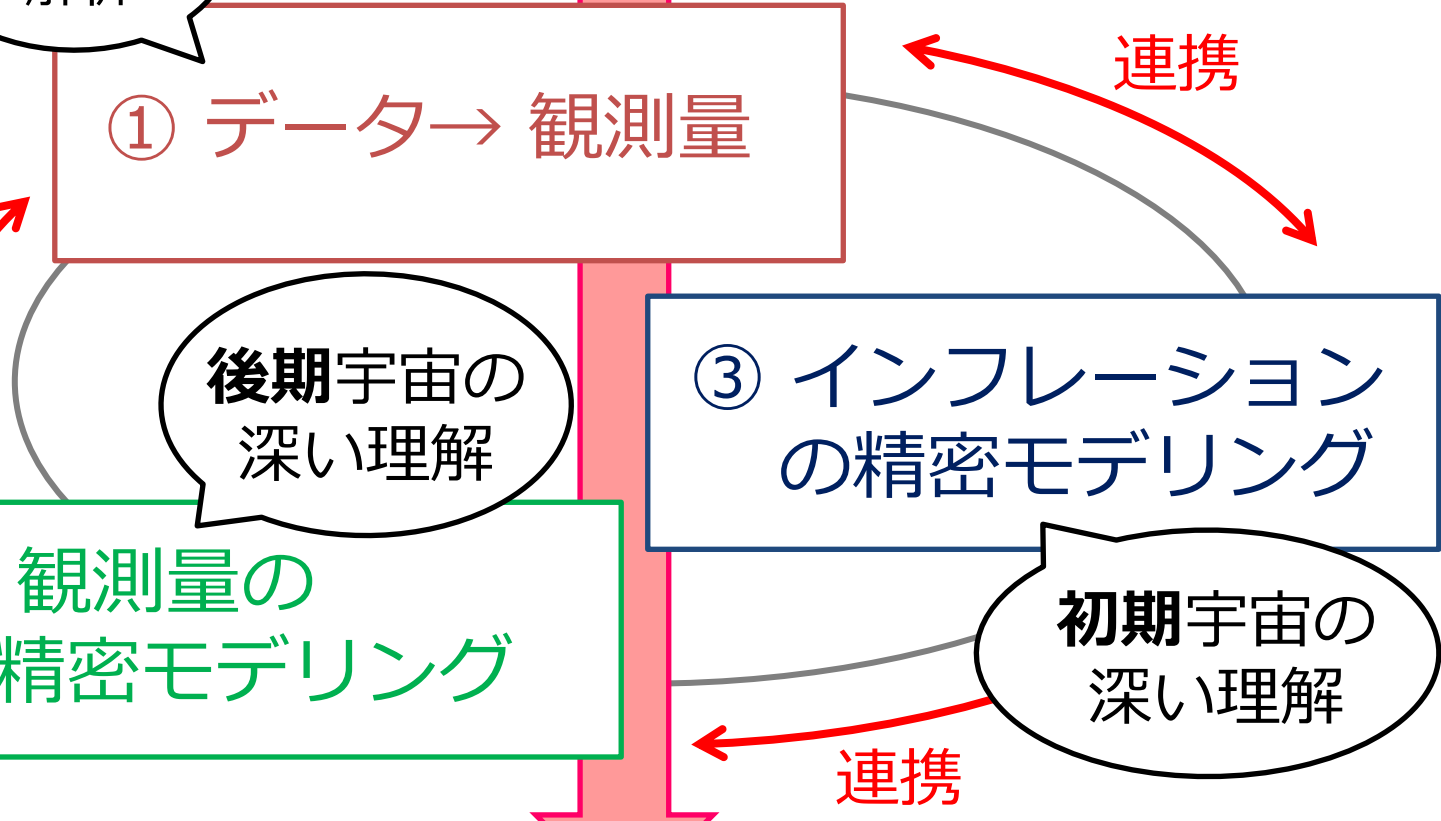 ① データ→ 観測量
連携
後期宇宙の
深い理解
③ インフレーション
の精密モデリング
観測量の
精密モデリング
初期宇宙の
深い理解
連携